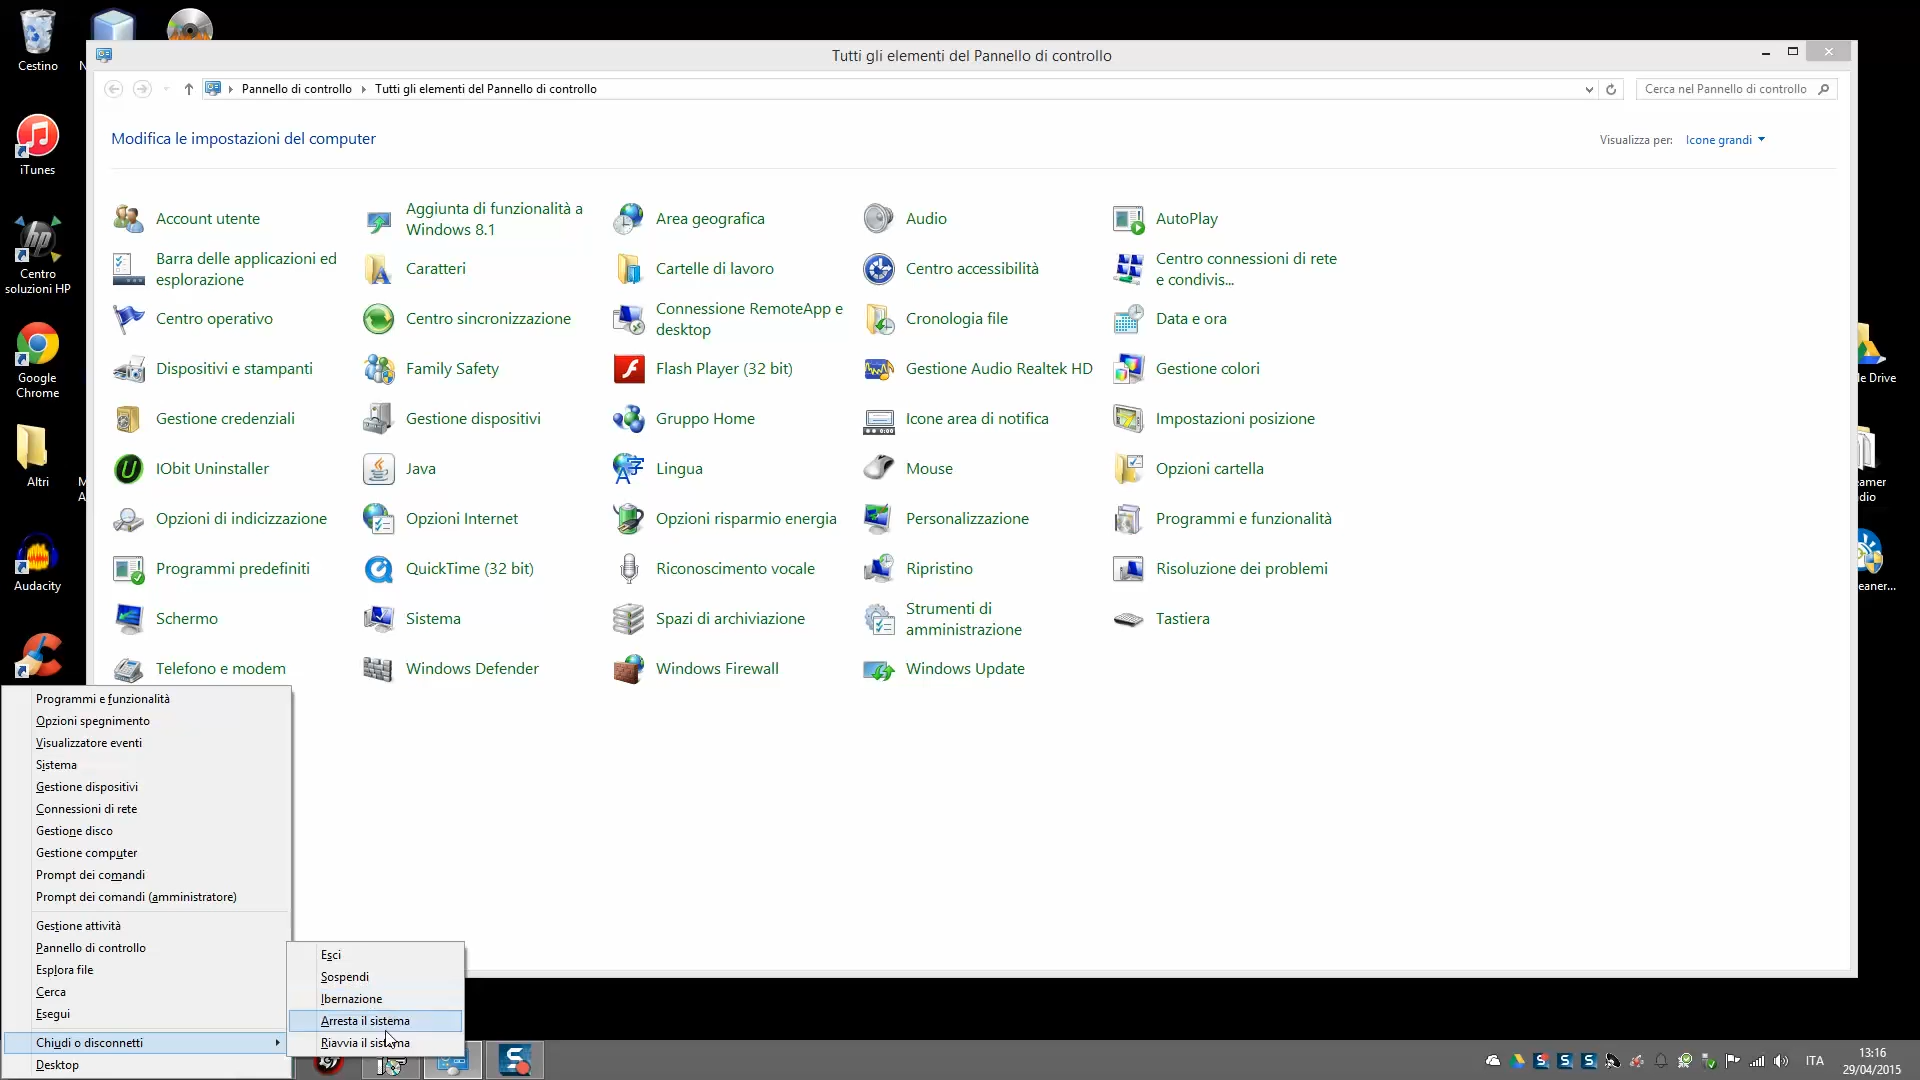 Cestino
N
Tutti gli elementi del Pannello di controllo
Pannello di controllo
Tutti gli elementi del Pannello di controllo
Cerca nel Pannello di controllo
Modifica le impostazioni del computer
Visualizza per:
Icone grandi
iTunes
Centro
soluzioni HP
Google
Chrome
Altri
M
A
Audacity
Account utente
Aggiunta di funzionalità a
Windows 8.1
Area geografica
Audio
AutoPlay
Barra delle applicazioni ed
esplorazione
Caratteri
Cartelle di lavoro
Centro accessibilità
Centro connessioni di rete
e condivis...
Centro operativo
Centro sincronizzazione
Connessione RemoteApp e
desktop
Cronologia file
Data e ora
Dispositivi e stampanti
Family Safety
Flash Player (32 bit)
Gestione Audio Realtek HD
Gestione colori
Gestione credenziali
Gestione dispositivi
Gruppo Home
Icone area di notifica
Impostazioni posizione
IObit Uninstaller
Java
Lingua
Mouse
Opzioni cartella
Opzioni di indicizzazione
Opzioni Internet
Opzioni risparmio energia
Personalizzazione
Programmi e funzionalità
Programmi predefiniti
QuickTime (32 bit)
Riconoscimento vocale
Ripristino
Risoluzione dei problemi
Schermo
Sistema
Spazi di archiviazione
Strumenti di
amministrazione
Tastiera
Telefono e modem
Windows Defender
Windows Firewall
Windows Update
le Drive
eamer
dio
eaner...
Programmi e funzionalità
Opzioni spegnimento
Visualizzatore eventi
Sistema
Gestione dispositivi
Connessioni di rete
Gestione disco
Gestione computer
Prompt dei comandi
Prompt dei comandi (amministratore)
Gestione attività
Pannello di controllo
Esplora file
Cerca
Esegui
Chiudi o disconnetti
Desktop
Esci
Sospendi
Ibernazione
Arresta il sistema
Riavvia il sistema
ITA
13:16
29/04/2015